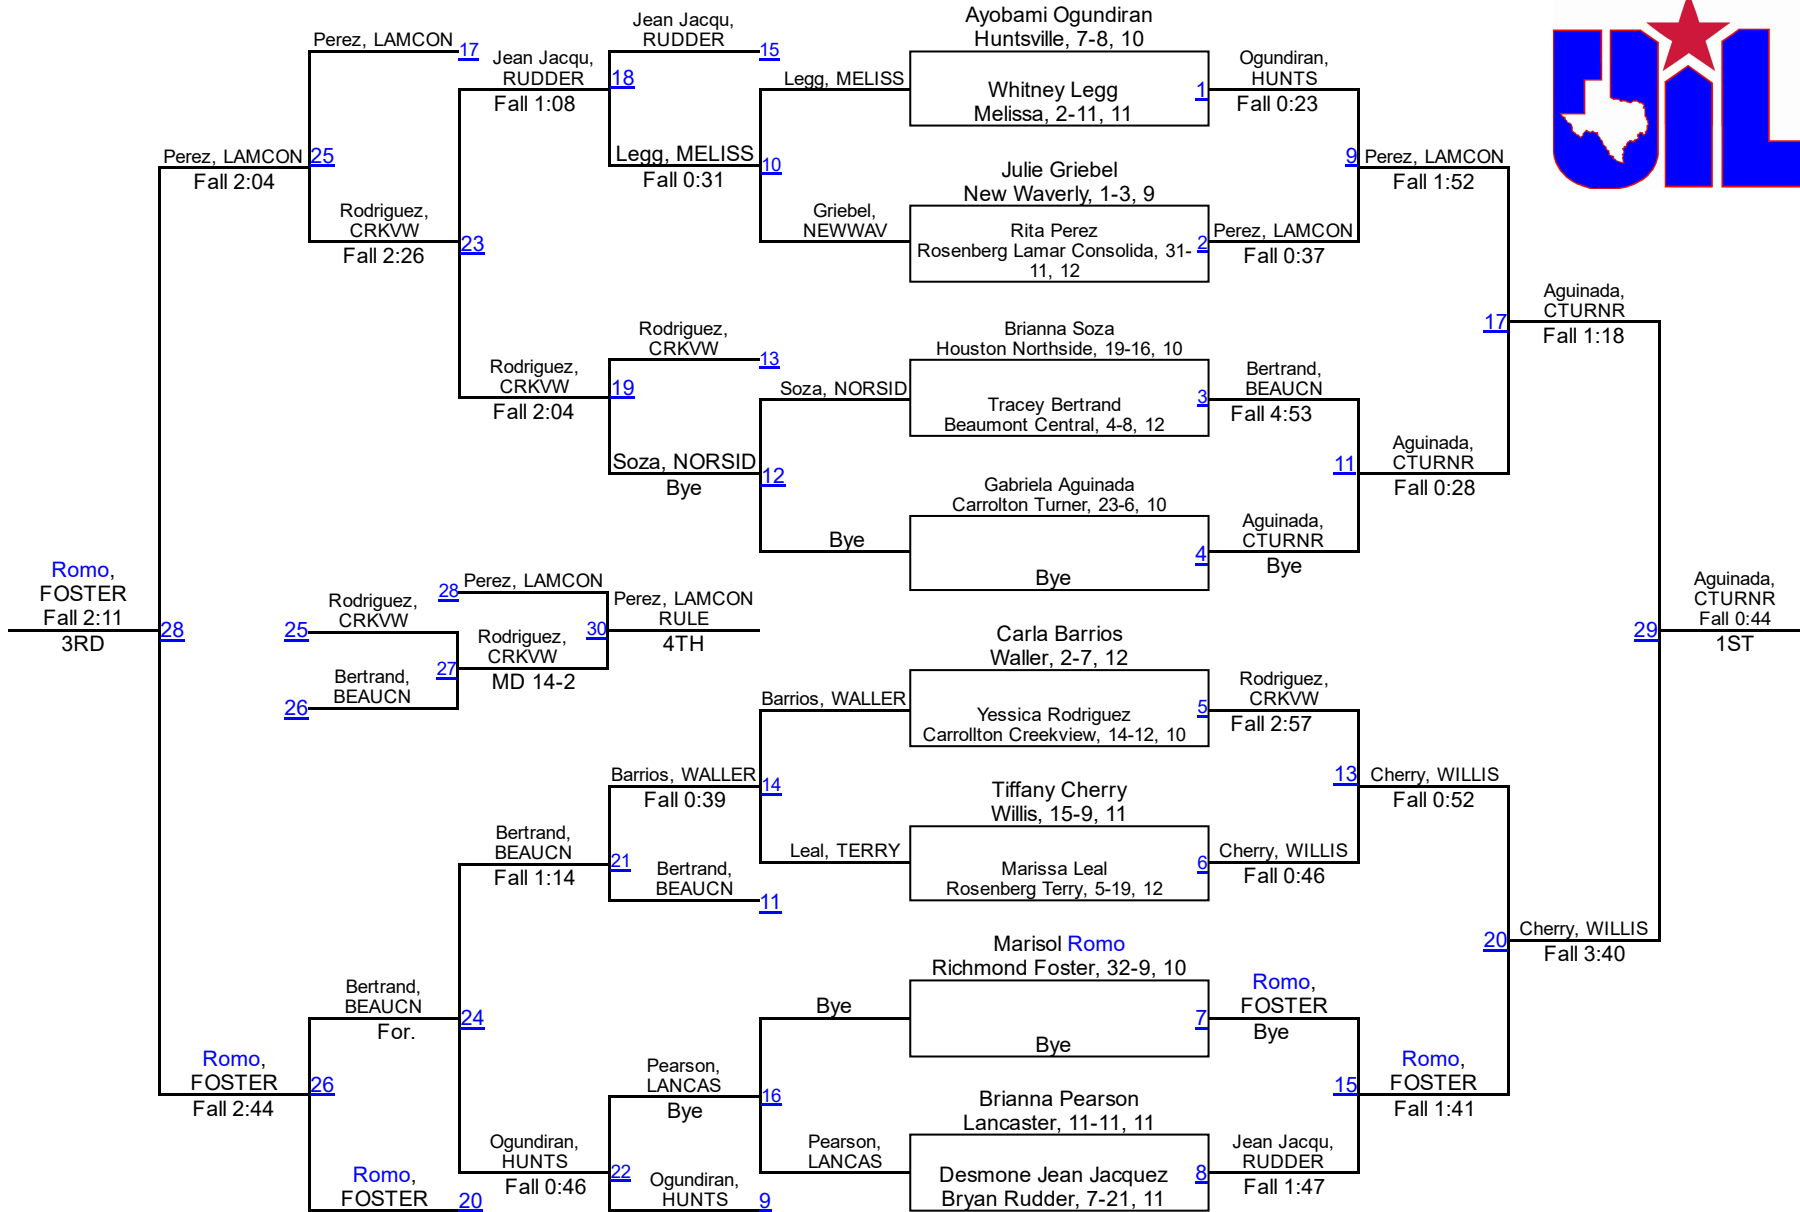 Perez, LAMCON
17
Jean Jacqu,
RUDDER
Fall 1:08
18
Jean Jacqu,
RUDDER
15
Legg, MELISS
Fall 0:31
10
Legg, MELISS
Griebel,
NEWWAV
Perez, LAMCON
Fall 2:04
25
Rodriguez,
CRKVW
Fall 2:26
23
Rodriguez,
CRKVW
Fall 2:04
19
Rodriguez,
CRKVW
13
Soza, NORSID
Bye
12
Soza, NORSID
Bye
Ayobami Ogundiran
Huntsville, 7-8, 10
Whitney Legg
Melissa, 2-11, 11
1
Ogundiran,
HUNTS
Fall 0:23
Julie Griebel
New Waverly, 1-3, 9
Rita Perez
Rosenberg Lamar Consolida, 31-
11, 12
2
Perez, LAMCON
Fall 0:37
9
Perez, LAMCON
Fall 1:52
Brianna Soza
Houston Northside, 19-16, 10
Tracey Bertrand
Beaumont Central, 4-8, 12
3
Bertrand,
BEAUCN
Fall 4:53
Gabriela Aguinada
Carrolton Turner, 23-6, 10
Bye
4
Aguinada,
CTURNR
Bye
11
Aguinada,
CTURNR
Fall 0:28
17
Aguinada,
CTURNR
Fall 1:18
UIL
Romo,
FOSTER
Fall 2:11
3RD
28
25
Rodriguez,
CRKVW
26
Bertrand,
BEAUCN
27
Rodriguez,
CRKVW
MD 14-2
28
Perez, LAMCON
30
Perez, LAMCON
RULE
4TH
29
Aguinada,
CTURNR
Fall 0:44
1ST
Carla Barrios
Waller, 2-7, 12
Yessica Rodriguez
Carrollton Creekview, 14-12, 10
5
Rodriguez,
CRKVW
Fall 2:57
Tiffany Cherry
Willis, 15-9, 11
Marissa Leal
Rosenberg Terry, 5-19, 12
6
Cherry, WILLIS
Fall 0:46
13
Cherry, WILLIS
Fall 0:52
Marisol Romo
Richmond Foster, 32-9, 10
Bye
7
Romo,
FOSTER
Bye
Brianna Pearson
Lancaster, 11-11, 11
Desmone Jean Jacquez
Bryan Rudder, 7-21, 11
8
Jean Jacqu,
RUDDER
Fall 1:47
15
Romo,
FOSTER
Fall 1:41
20
Cherry, WILLIS
Fall 3:40
Barrios, WALLER
Leal, TERRY
14
Barrios, WALLER
Fall 0:39
Bertrand,
BEAUCN
11
21
Bertrand,
BEAUCN
Fall 1:14
Bye
Pearson,
LANCAS
16
Pearson,
LANCAS
Bye
Ogundiran,
HUNTS
9
22
Ogundiran,
HUNTS
Fall 0:46
24
Bertrand,
BEAUCN
For.
Romo,
FOSTER
20
26
Romo,
FOSTER
Fall 2:44